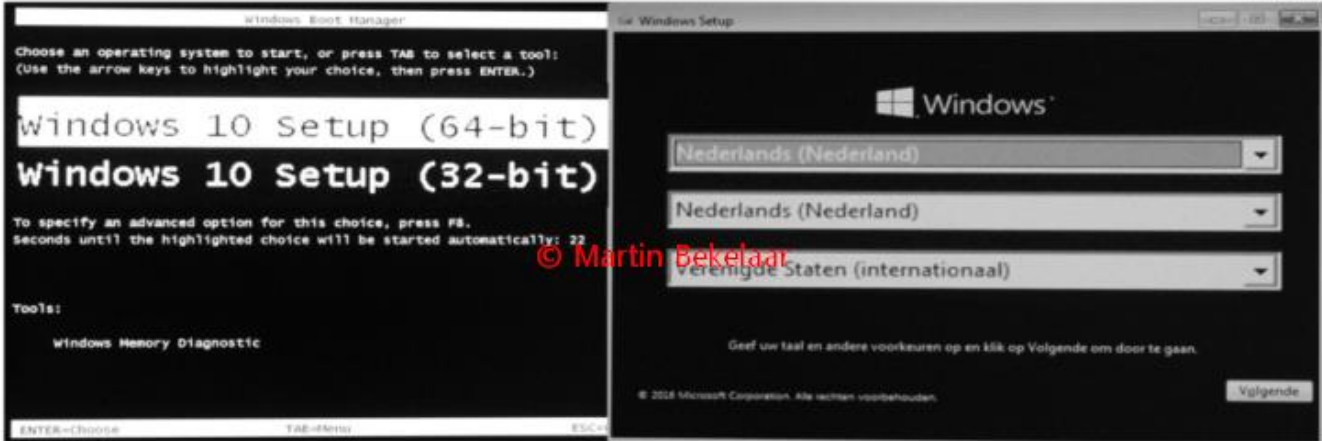 Windows Boot Manager
Choose an operating system to start, or press TAB to select a tool:
(Use the arrow keys to highlight your choice, then press ENTER.)
Windows 10 Setup (64-bit)
Windows 10 Setup (32-bit)
To specify an advanced option for this choice, press F8.
Seconds until the highlighted choice will be started automatically: 22
Tools:
Windows Memory Diagnostic
ENTER=Choose TAB=Menu
Windows Setup
Windows
Nederlands (Nederland)
Nederlands (Nederland)
Verenigde Staten (internationaal)
Geef uw taal en andere voorkeuren op en klik op Volgende om door te gaan.
© 2016 Microsoft Corporation. Alle rechten voorbehouden.
Volgende
© Martin Bekelaar